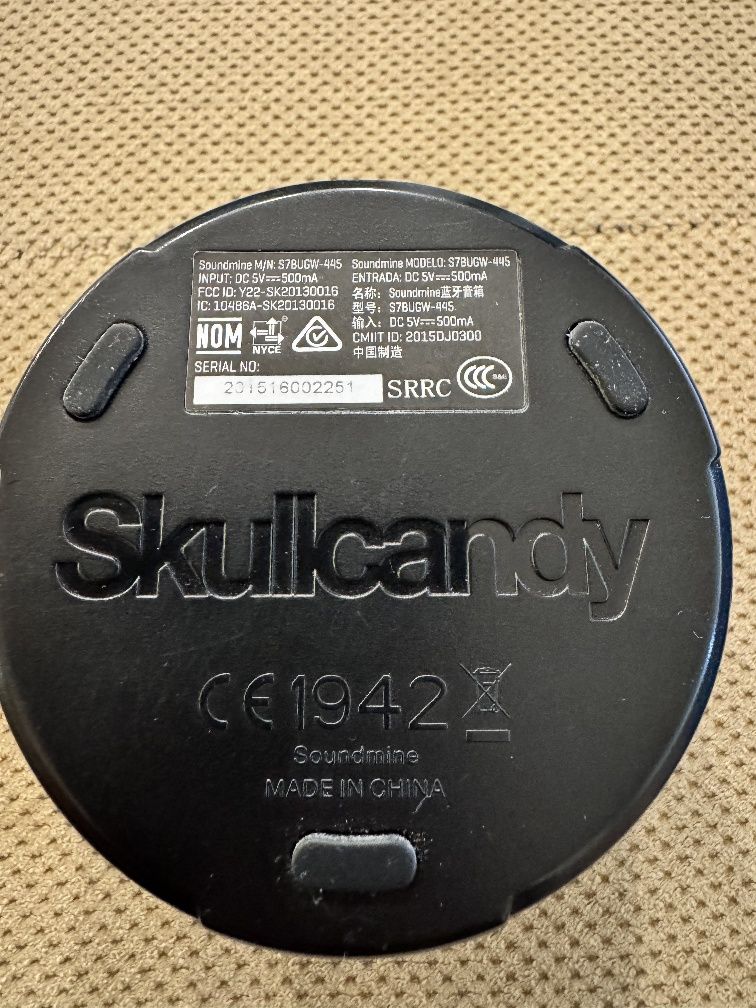 Soundmine M/N: S7BUGW-445
INPUT: DC 5V⎓500mA
FCC ID: Y22-SK20130016
IC: 10486A-SK20130016
NOM
NYCE
SERIAL NO:
201516002251
Soundmine MODELO: S7BUGW-445
ENTRADA: DC 5V⎓500mA
名称: Soundmine蓝牙音箱
型号: S7BUGW-445
输入: DC 5V⎓500mA
CMIIT ID: 2015DJ0300
中国制造
SRRC
CCC S&E
Skullcandy
CE1942
Soundmine
MADE IN CHINA